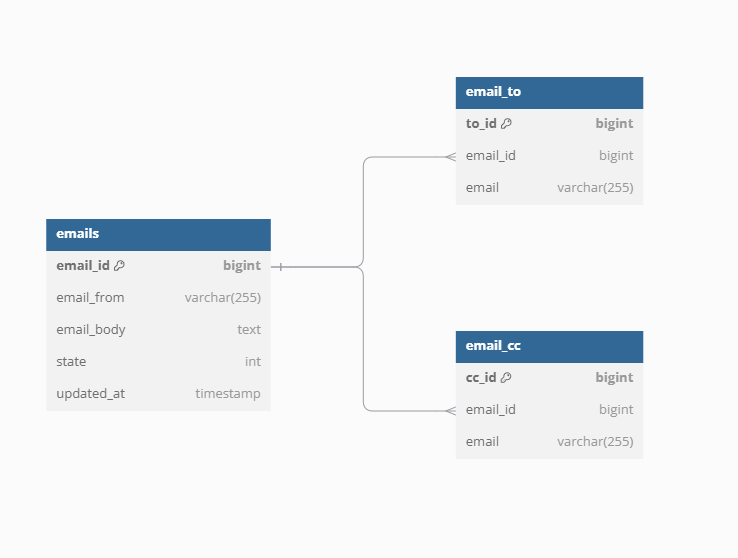 email_to
to_id bigint
email_id bigint
email varchar(255)
emails
email_id bigint
email_from varchar(255)
email_body text
state int
updated_at timestamp
email_cc
cc_id bigint
email_id bigint
email varchar(255)